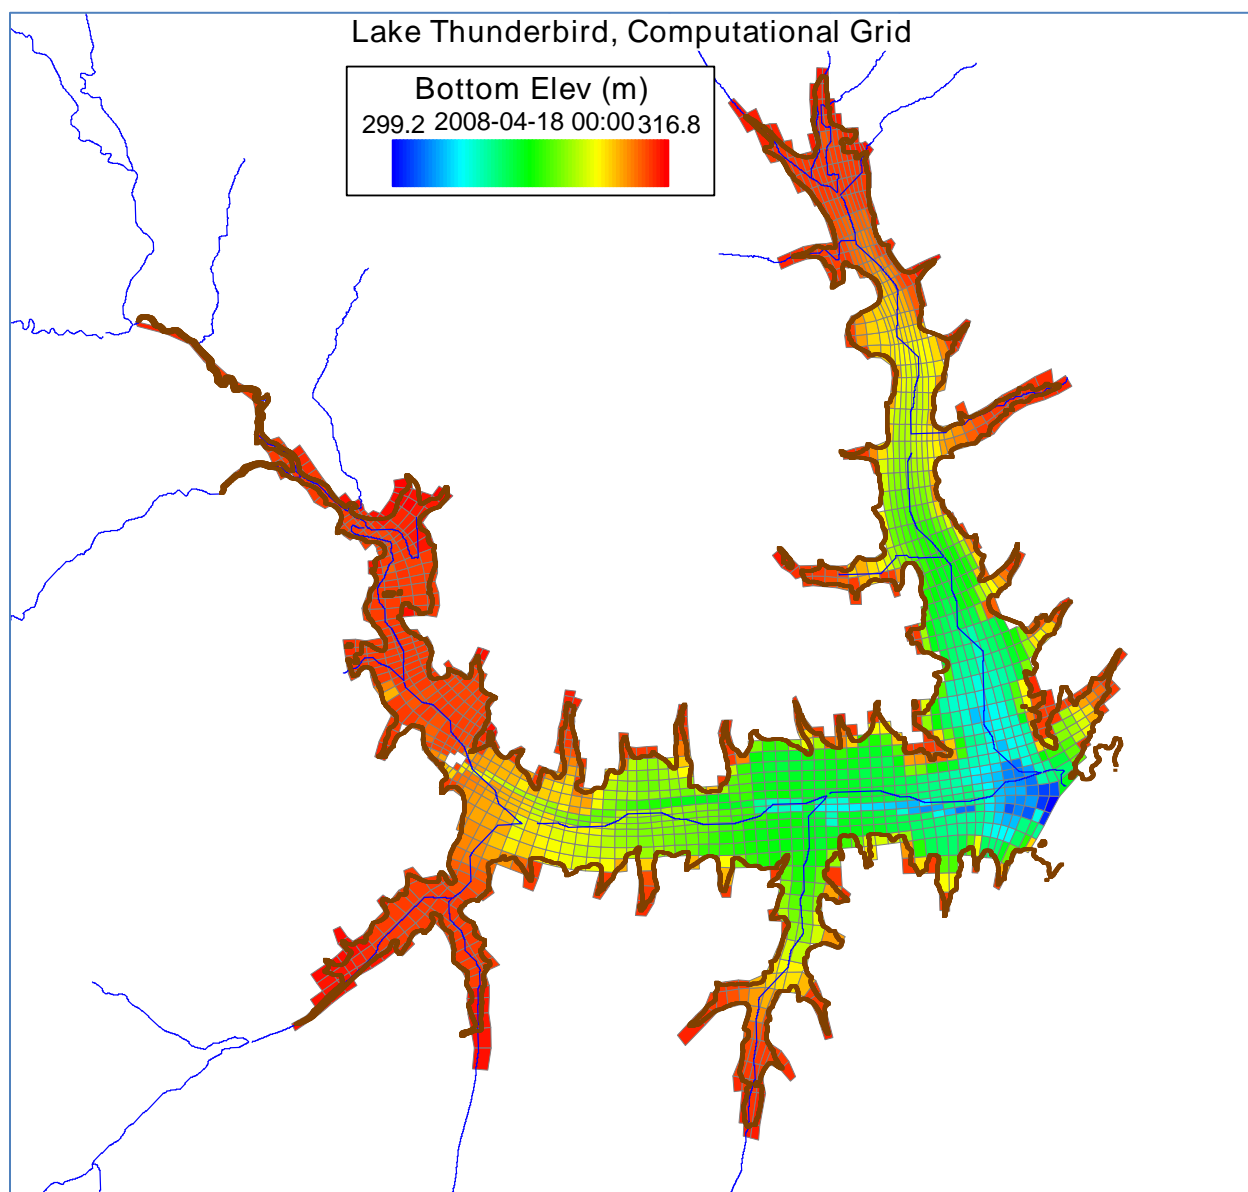 Lake Thunderbird, Computational Grid
Bottom Elev (m)
299.2 2008-04-18 00:00 316.8